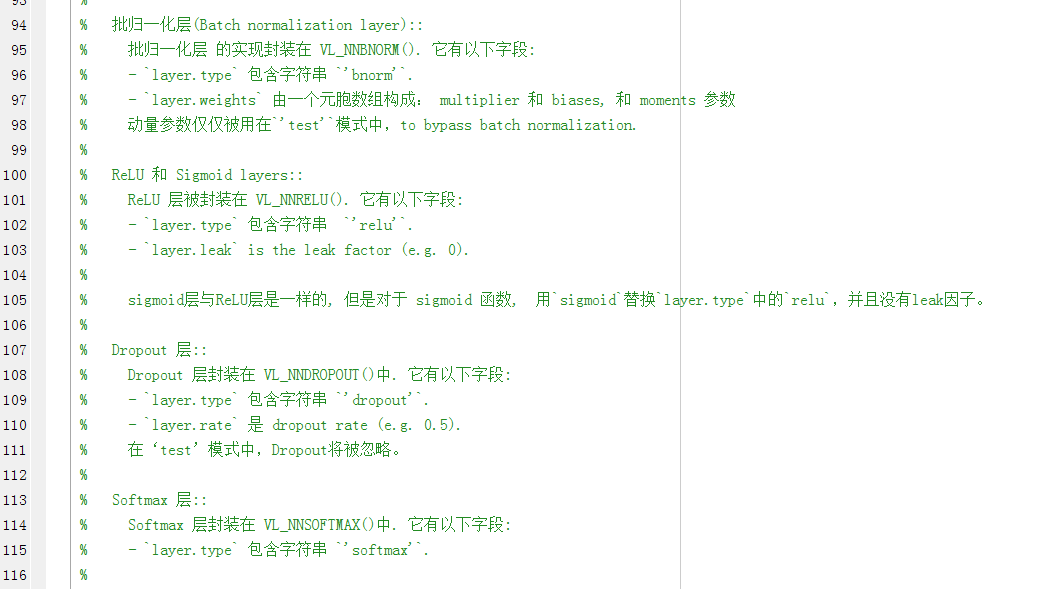 93 %
94 % 批归一化层(Batch normalization layer)::
95 % 批归一化层 的实现封装在 VL_NNBNORM(). 它有以下字段:
96 % - `layer.type` 包含字符串 `'bnorm'`.
97 % - `layer.weights` 由一个元胞数组构成: multiplier 和 biases, 和 moments 参数
98 % 动量参数仅仅被用在`'test'`模式中，to bypass batch normalization.
99 %
100 % ReLU 和 Sigmoid layers::
101 % ReLU 层被封装在 VL_NNRELU(). 它有以下字段:
102 % - `layer.type` 包含字符串 `'relu'`.
103 % - `layer.leak` is the leak factor (e.g. 0).
104 %
105 % sigmoid层与ReLU层是一样的, 但是对于 sigmoid 函数, 用`sigmoid`替换`layer.type`中的`relu`，并且没有leak因子。
106 %
107 % Dropout 层::
108 % Dropout 层封装在 VL_NNDROPOUT()中. 它有以下字段:
109 % - `layer.type` 包含字符串 `'dropout'`.
110 % - `layer.rate` 是 dropout rate (e.g. 0.5).
111 % 在‘test’模式中，Dropout将被忽略。
112 %
113 % Softmax 层::
114 % Softmax 层封装在 VL_NNSOFTMAX()中. 它有以下字段:
115 % - `layer.type` 包含字符串 `'softmax'`.
116 %